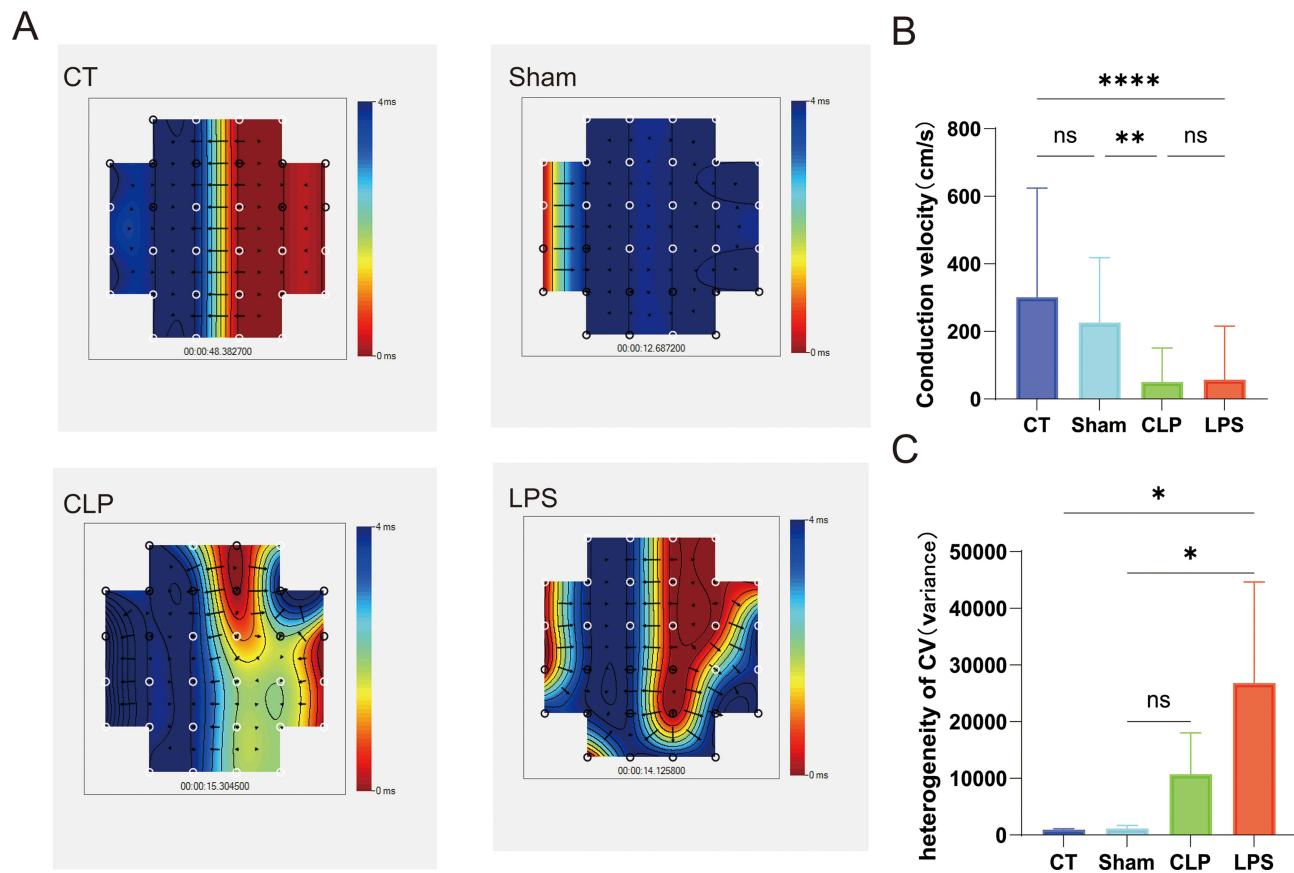 A
CT
4 ms
0 ms
00:00:48.382700
Sham
4 ms
0 ms
00:00:12.687200
CLP
4 ms
0 ms
00:00:15.304500
LPS
4 ms
0 ms
00:00:14.125800
B
****
ns ** ns
Conduction velocity(cm/s)
800
600
400
200
0
CT Sham CLP LPS
C
*
*
ns
heterogeneity of CV(variance)
50000
40000
30000
20000
10000
0
CT Sham CLP LPS